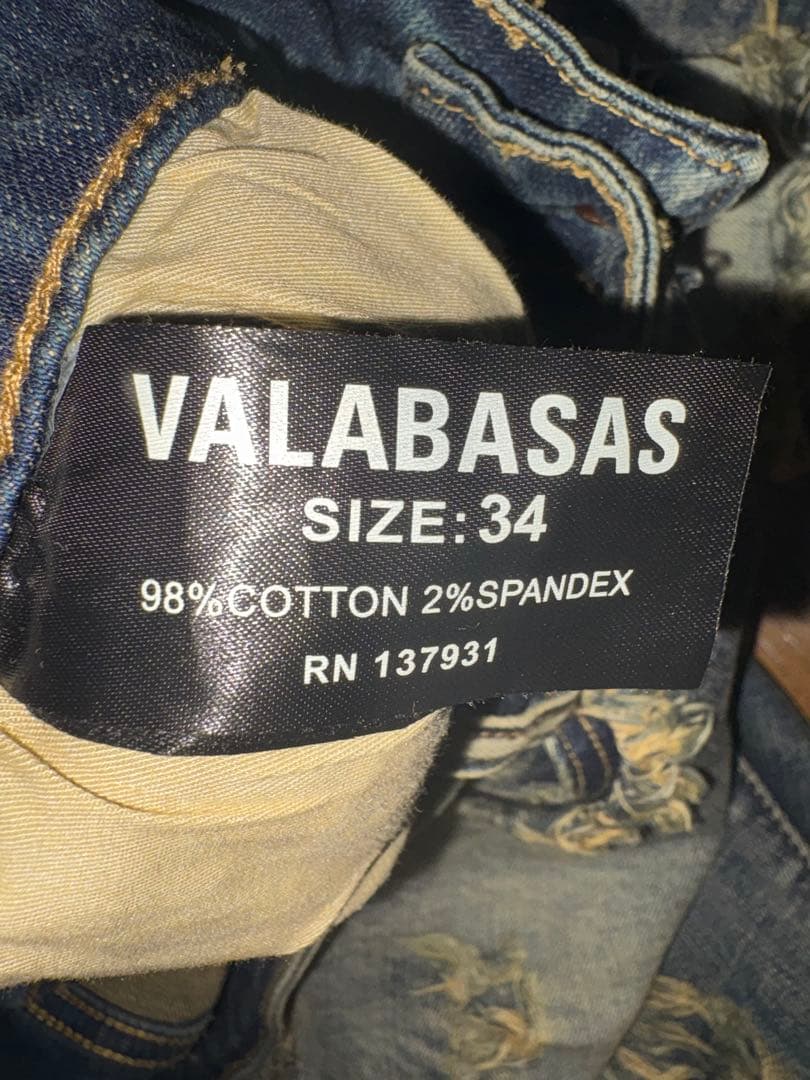 VALABASAS
SIZE: 34
98%COTTON 2%SPANDEX
RN 137931